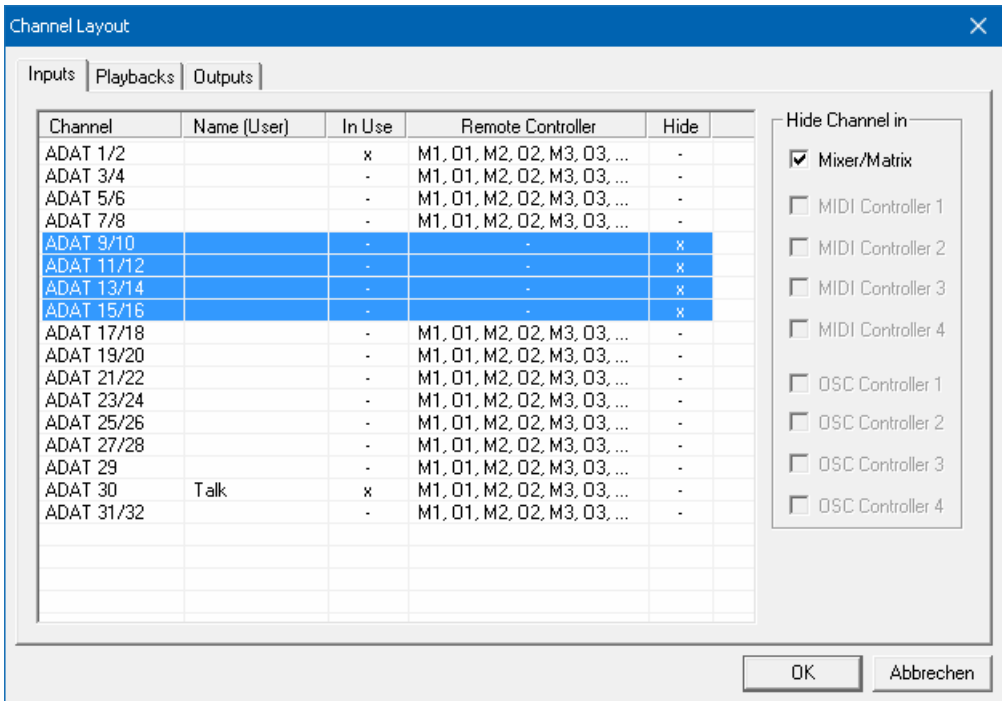 Channel Layout
Inputs Playbacks Outputs
Channel Name (User) In Use Remote Controller Hide
ADAT 1/2 x M1, O1, M2, O2, M3, O3, ... -
ADAT 3/4 - M1, O1, M2, O2, M3, O3, ... -
ADAT 5/6 - M1, O1, M2, O2, M3, O3, ... -
ADAT 7/8 - M1, O1, M2, O2, M3, O3, ... -
ADAT 9/10 - - x
ADAT 11/12 - - x
ADAT 13/14 - - x
ADAT 15/16 - - x
ADAT 17/18 - M1, O1, M2, O2, M3, O3, ... -
ADAT 19/20 - M1, O1, M2, O2, M3, O3, ... -
ADAT 21/22 - M1, O1, M2, O2, M3, O3, ... -
ADAT 23/24 - M1, O1, M2, O2, M3, O3, ... -
ADAT 25/26 - M1, O1, M2, O2, M3, O3, ... -
ADAT 27/28 - M1, O1, M2, O2, M3, O3, ... -
ADAT 29 - M1, O1, M2, O2, M3, O3, ... -
ADAT 30 Talk x M1, O1, M2, O2, M3, O3, ... -
ADAT 31/32 - M1, O1, M2, O2, M3, O3, ... -
Hide Channel in
Mixer/Matrix
MIDI Controller 1
MIDI Controller 2
MIDI Controller 3
MIDI Controller 4
OSC Controller 1
OSC Controller 2
OSC Controller 3
OSC Controller 4
OK Abbrechen